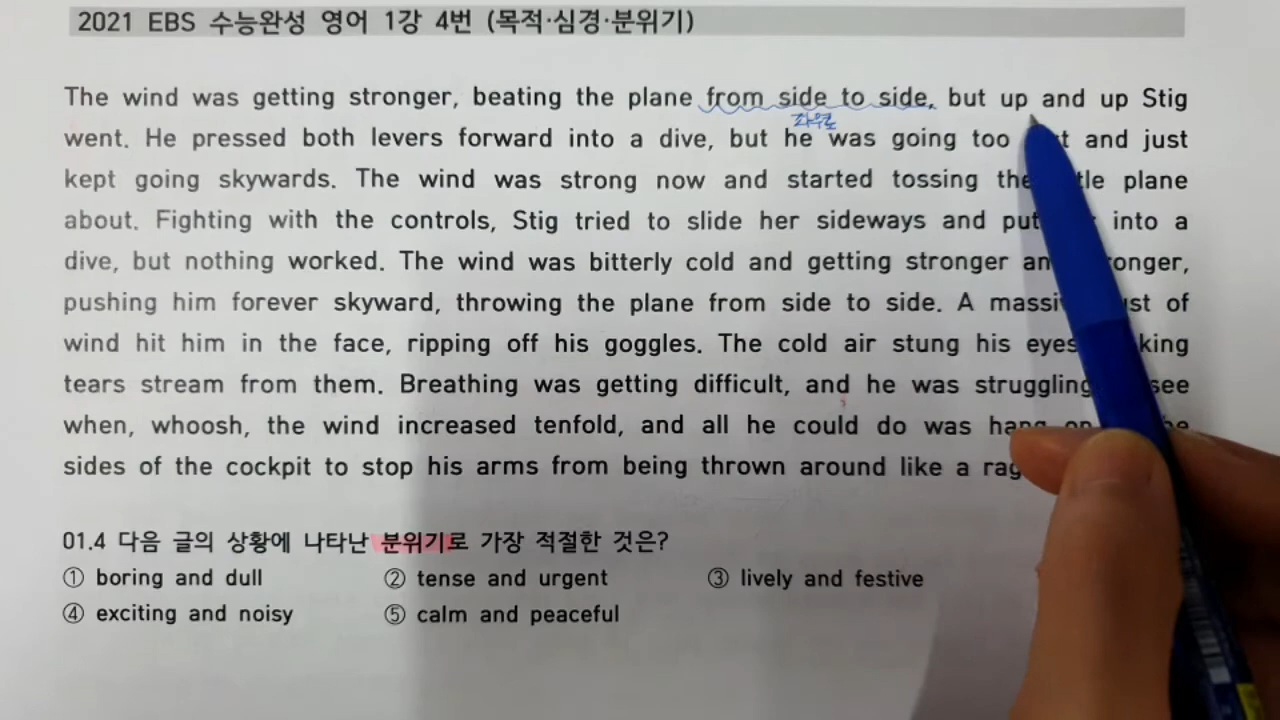 2021 EBS 수능완성 영어 1강 4번 (목적·심경·분위기)
The wind was getting stronger, beating the plane from side to side, but up and up Stig
좌우로
went. He pressed both levers forward into a dive, but he was going too and just
kept going skywards. The wind was strong now and started tossing plane
about. Fighting with the controls, Stig tried to slide her sideways and put into a
dive, but nothing worked. The wind was bitterly cold and getting stronger
pushing him forever skyward, throwing the plane from side to side. A of
wind hit him in the face, ripping off his goggles. The cold air stung his eyes
tears stream from them. Breathing was getting difficult, and he was struggling see
when, whoosh, the wind increased tenfold, and all he could do was hang on
sides of the cockpit to stop his arms from being thrown around like a rag
01.4 다음 글의 상황에 나타난 분위기로 가장 적절한 것은?
① boring and dull ② tense and urgent ③ lively and festive
④ exciting and noisy ⑤ calm and peaceful